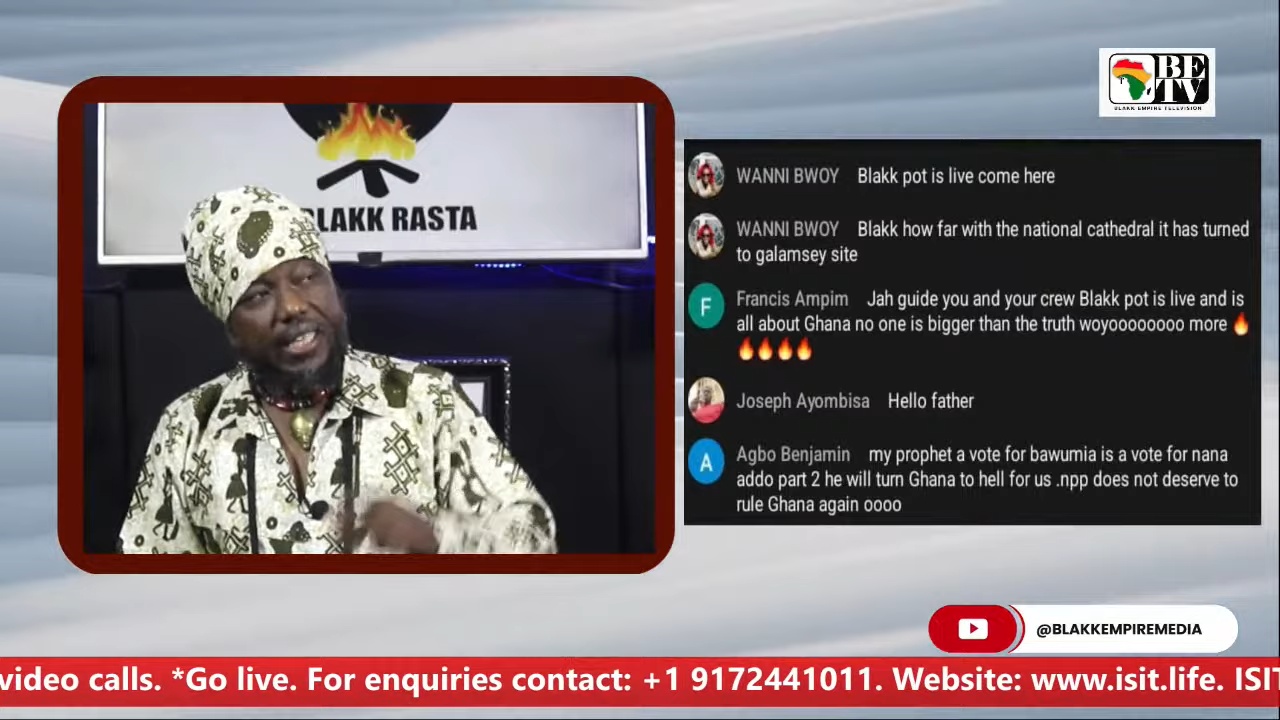 BE
TV
BLAKK EMPIRE TELEVISION
BLAKK RASTA
WANNI BWOY Blakk pot is live come here
WANNI BWOY Blakk how far with the national cathedral it has turned
to galamsey site
F
Francis Ampim Jah guide you and your crew Blakk pot is live and is
all about Ghana no one is bigger than the truth woyoooooooo more 🔥
🔥🔥🔥🔥
Joseph Ayombisa Hello father
A
Agbo Benjamin my prophet a vote for bawumia is a vote for nana
addo part 2 he will turn Ghana to hell for us .npp does not deserve to
rule Ghana again oooo
@BLAKKEMPIREMEDIA
video calls. *Go live. For enquiries contact: +1 9172441011. Website: www.isit.life. ISIT